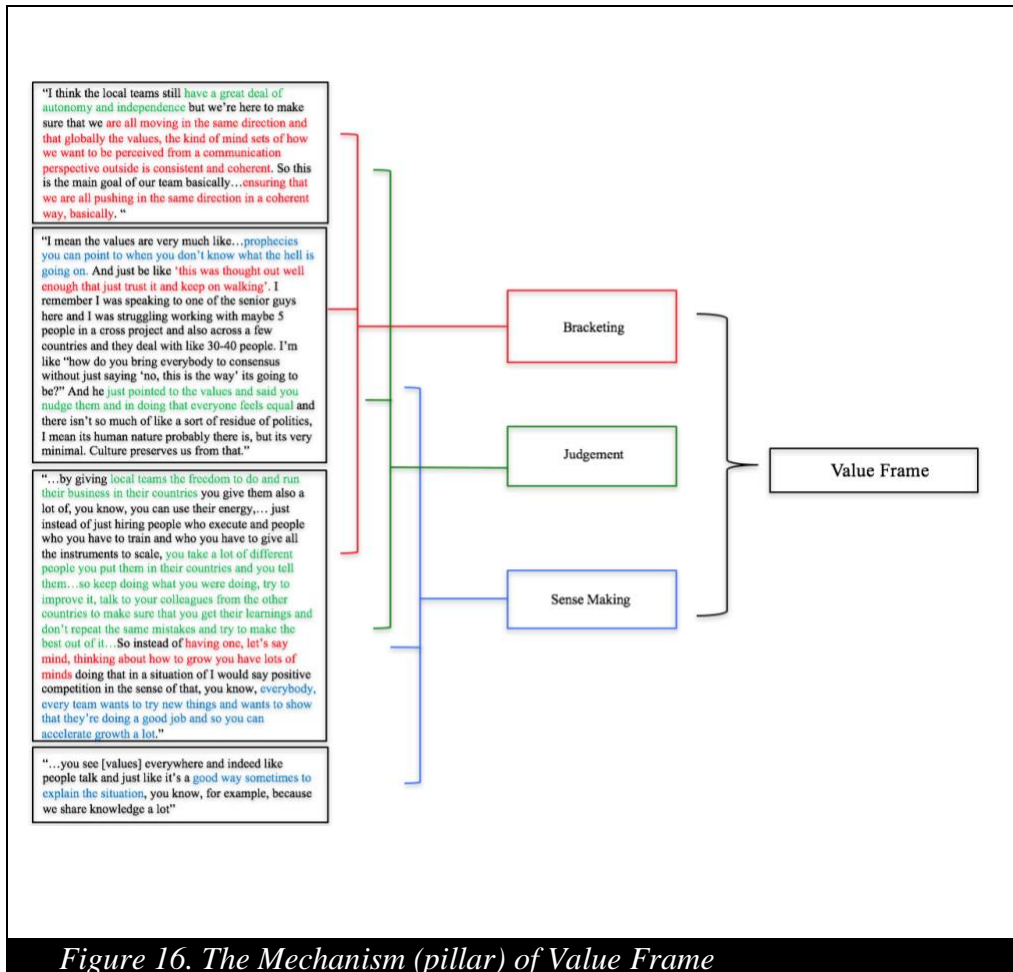 “I think the local teams still have a great deal of
autonomy and independence but we’re here to make
sure that we are all moving in the same direction and
that globally the values, the kind of mind sets of how
we want to be perceived from a communication
perspective outside is consistent and coherent. So this
is the main goal of our team basically…ensuring that
we are all pushing in the same direction in a coherent
way, basically. “
“I mean the values are very much like…prophecies
you can point to when you don’t know what the hell is
going on. And just be like ‘this was thought out well
enough that just trust it and keep on walking’. I
remember I was speaking to one of the senior guys
here and I was struggling working with maybe 5
people in a cross project and also across a few
countries and they deal with like 30-40 people. I’m
like “how do you bring everybody to consensus
without just saying ‘no, this is the way’ its going to
be?” And he just pointed to the values and said you
nudge them and in doing that everyone feels equal and
there isn’t so much of like a sort of residue of politics,
I mean its human nature probably there is, but its very
minimal. Culture preserves us from that.”
“…by giving local teams the freedom to do and run
their business in their countries you give them also a
lot of, you know, you can use their energy,… just
instead of just hiring people who execute and people
who you have to train and who you have to give all
the instruments to scale, you take a lot of different
people you put them in their countries and you tell
them…so keep doing what you were doing, try to
improve it, talk to your colleagues from the other
countries to make sure that you get their learnings and
don’t repeat the same mistakes and try to make the
best out of it…So instead of having one, let’s say
mind, thinking about how to grow you have lots of
minds doing that in a situation of I would say positive
competition in the sense of that, you know, everybody,
every team wants to try new things and wants to show
that they’re doing a good job and so you can
accelerate growth a lot.”
“…you see [values] everywhere and indeed like
people talk and just like it’s a good way sometimes to
explain the situation, you know, for example, because
we share knowledge a lot”
Bracketing
Judgement
Sense Making
Value Frame
Figure 16. The Mechanism (pillar) of Value Frame